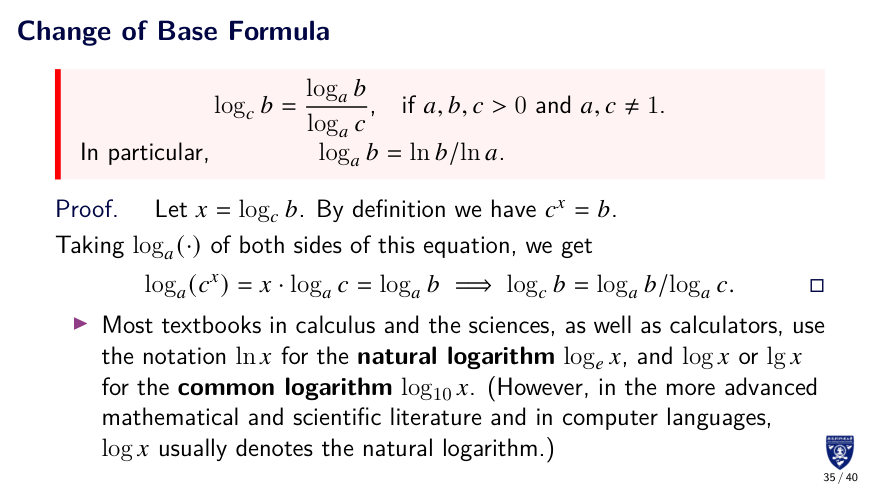 Change of Base Formula
log_c b = log_a b / log_a c, if a, b, c > 0 and a, c ≠ 1.
In particular, log_a b = ln b/ln a.
Proof. Let x = log_c b. By definition we have c^x = b.
Taking log_a(·) of both sides of this equation, we get
log_a(c^x) = x · log_a c = log_a b ⟹ log_c b = log_a b/log_a c. □
▶ Most textbooks in calculus and the sciences, as well as calculators, use
the notation ln x for the natural logarithm log_e x, and log x or lg x
for the common logarithm log_10 x. (However, in the more advanced
mathematical and scientific literature and in computer languages,
log x usually denotes the natural logarithm.)
35 / 40